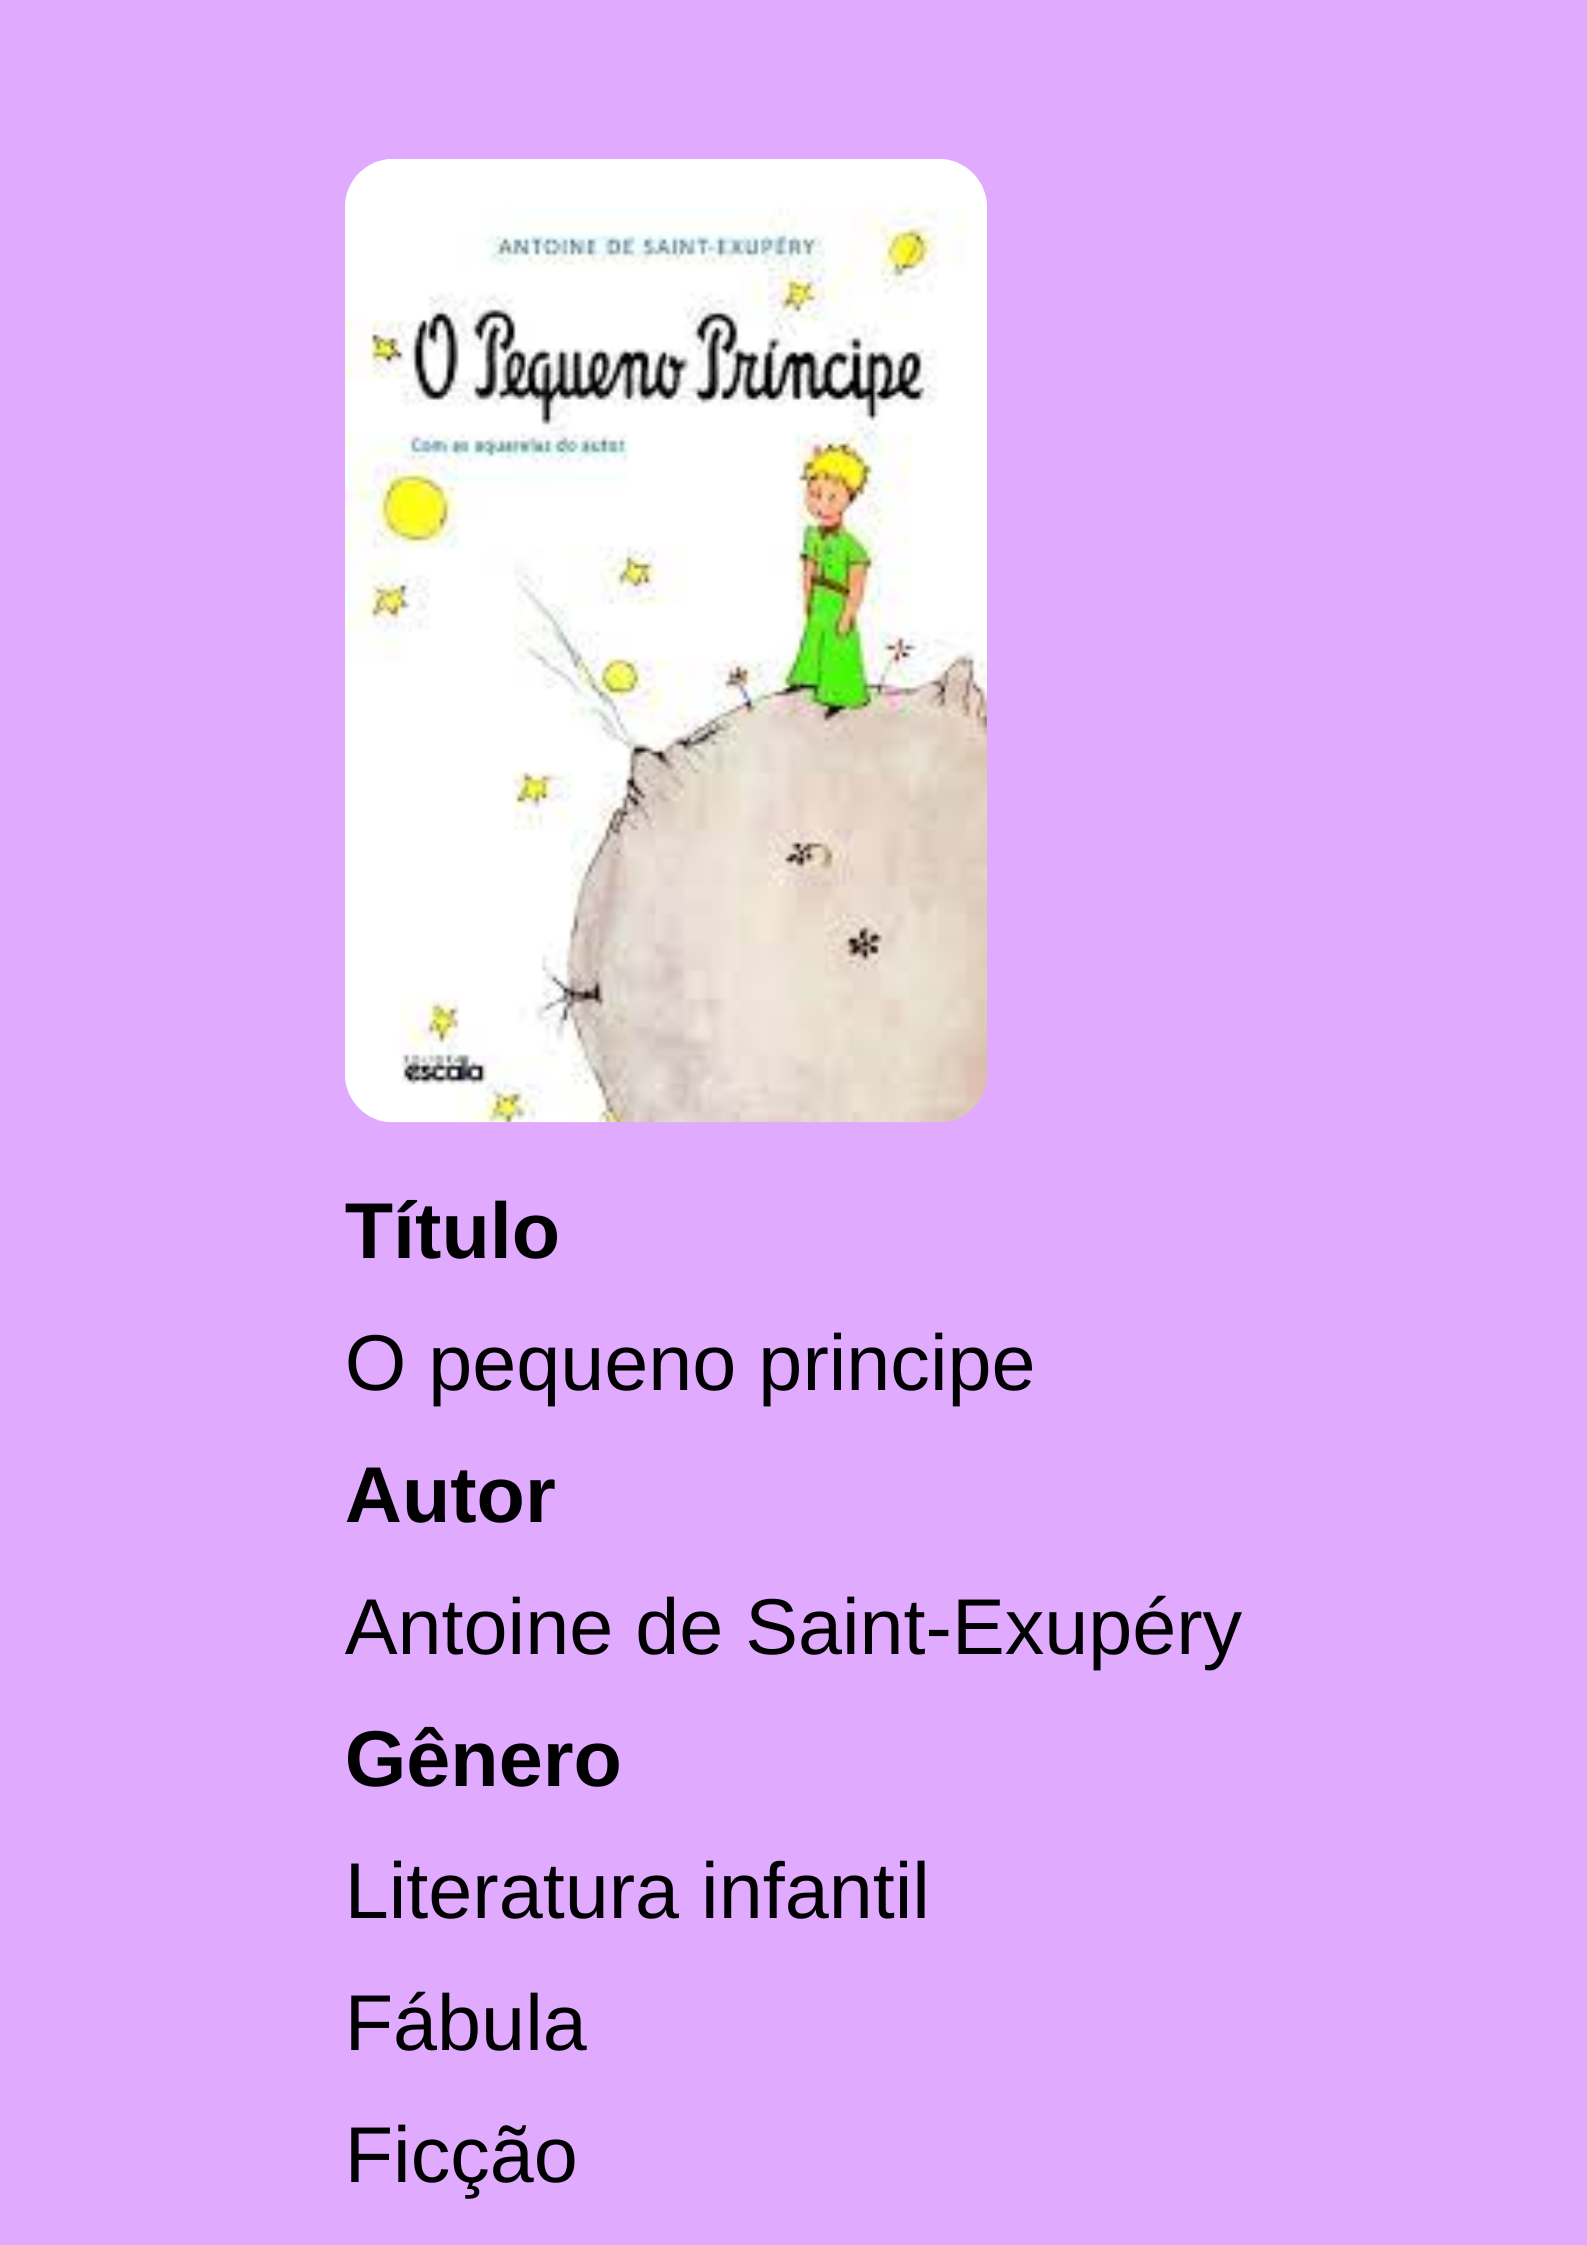 ANTOINE DE SAINT-EXUPÉRY
O Pequeno Príncipe
Com as aquarelas do autor
escala
Título
O pequeno principe
Autor
Antoine de Saint-Exupéry
Gênero
Literatura infantil
Fábula
Ficção